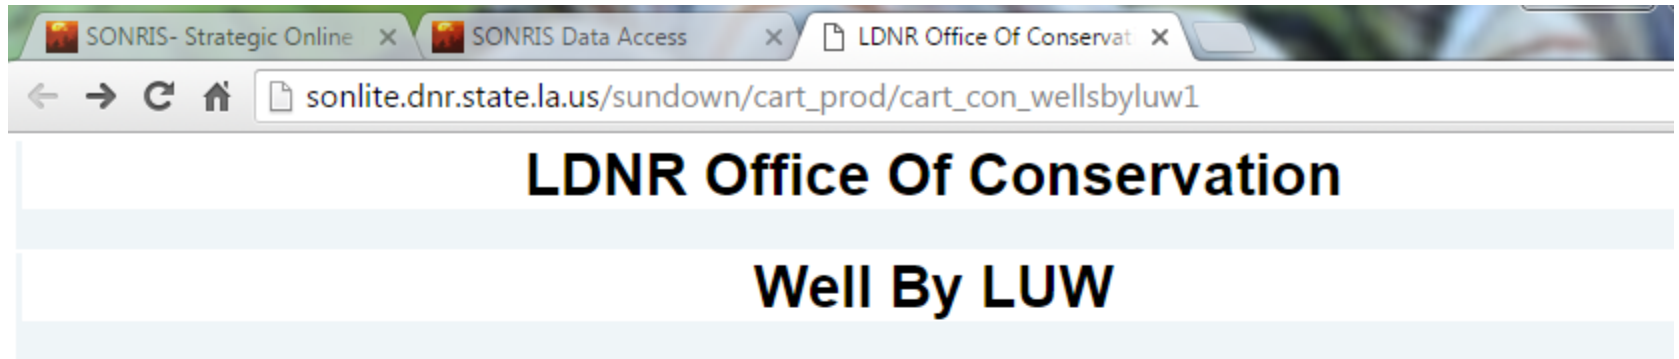 SONRIS- Strategic Online
SONRIS Data Access
LDNR Office Of Conservat
sonlite.dnr.state.la.us/sundown/cart_prod/cart_con_wellsbyluw1
LDNR Office Of Conservation
Well By LUW